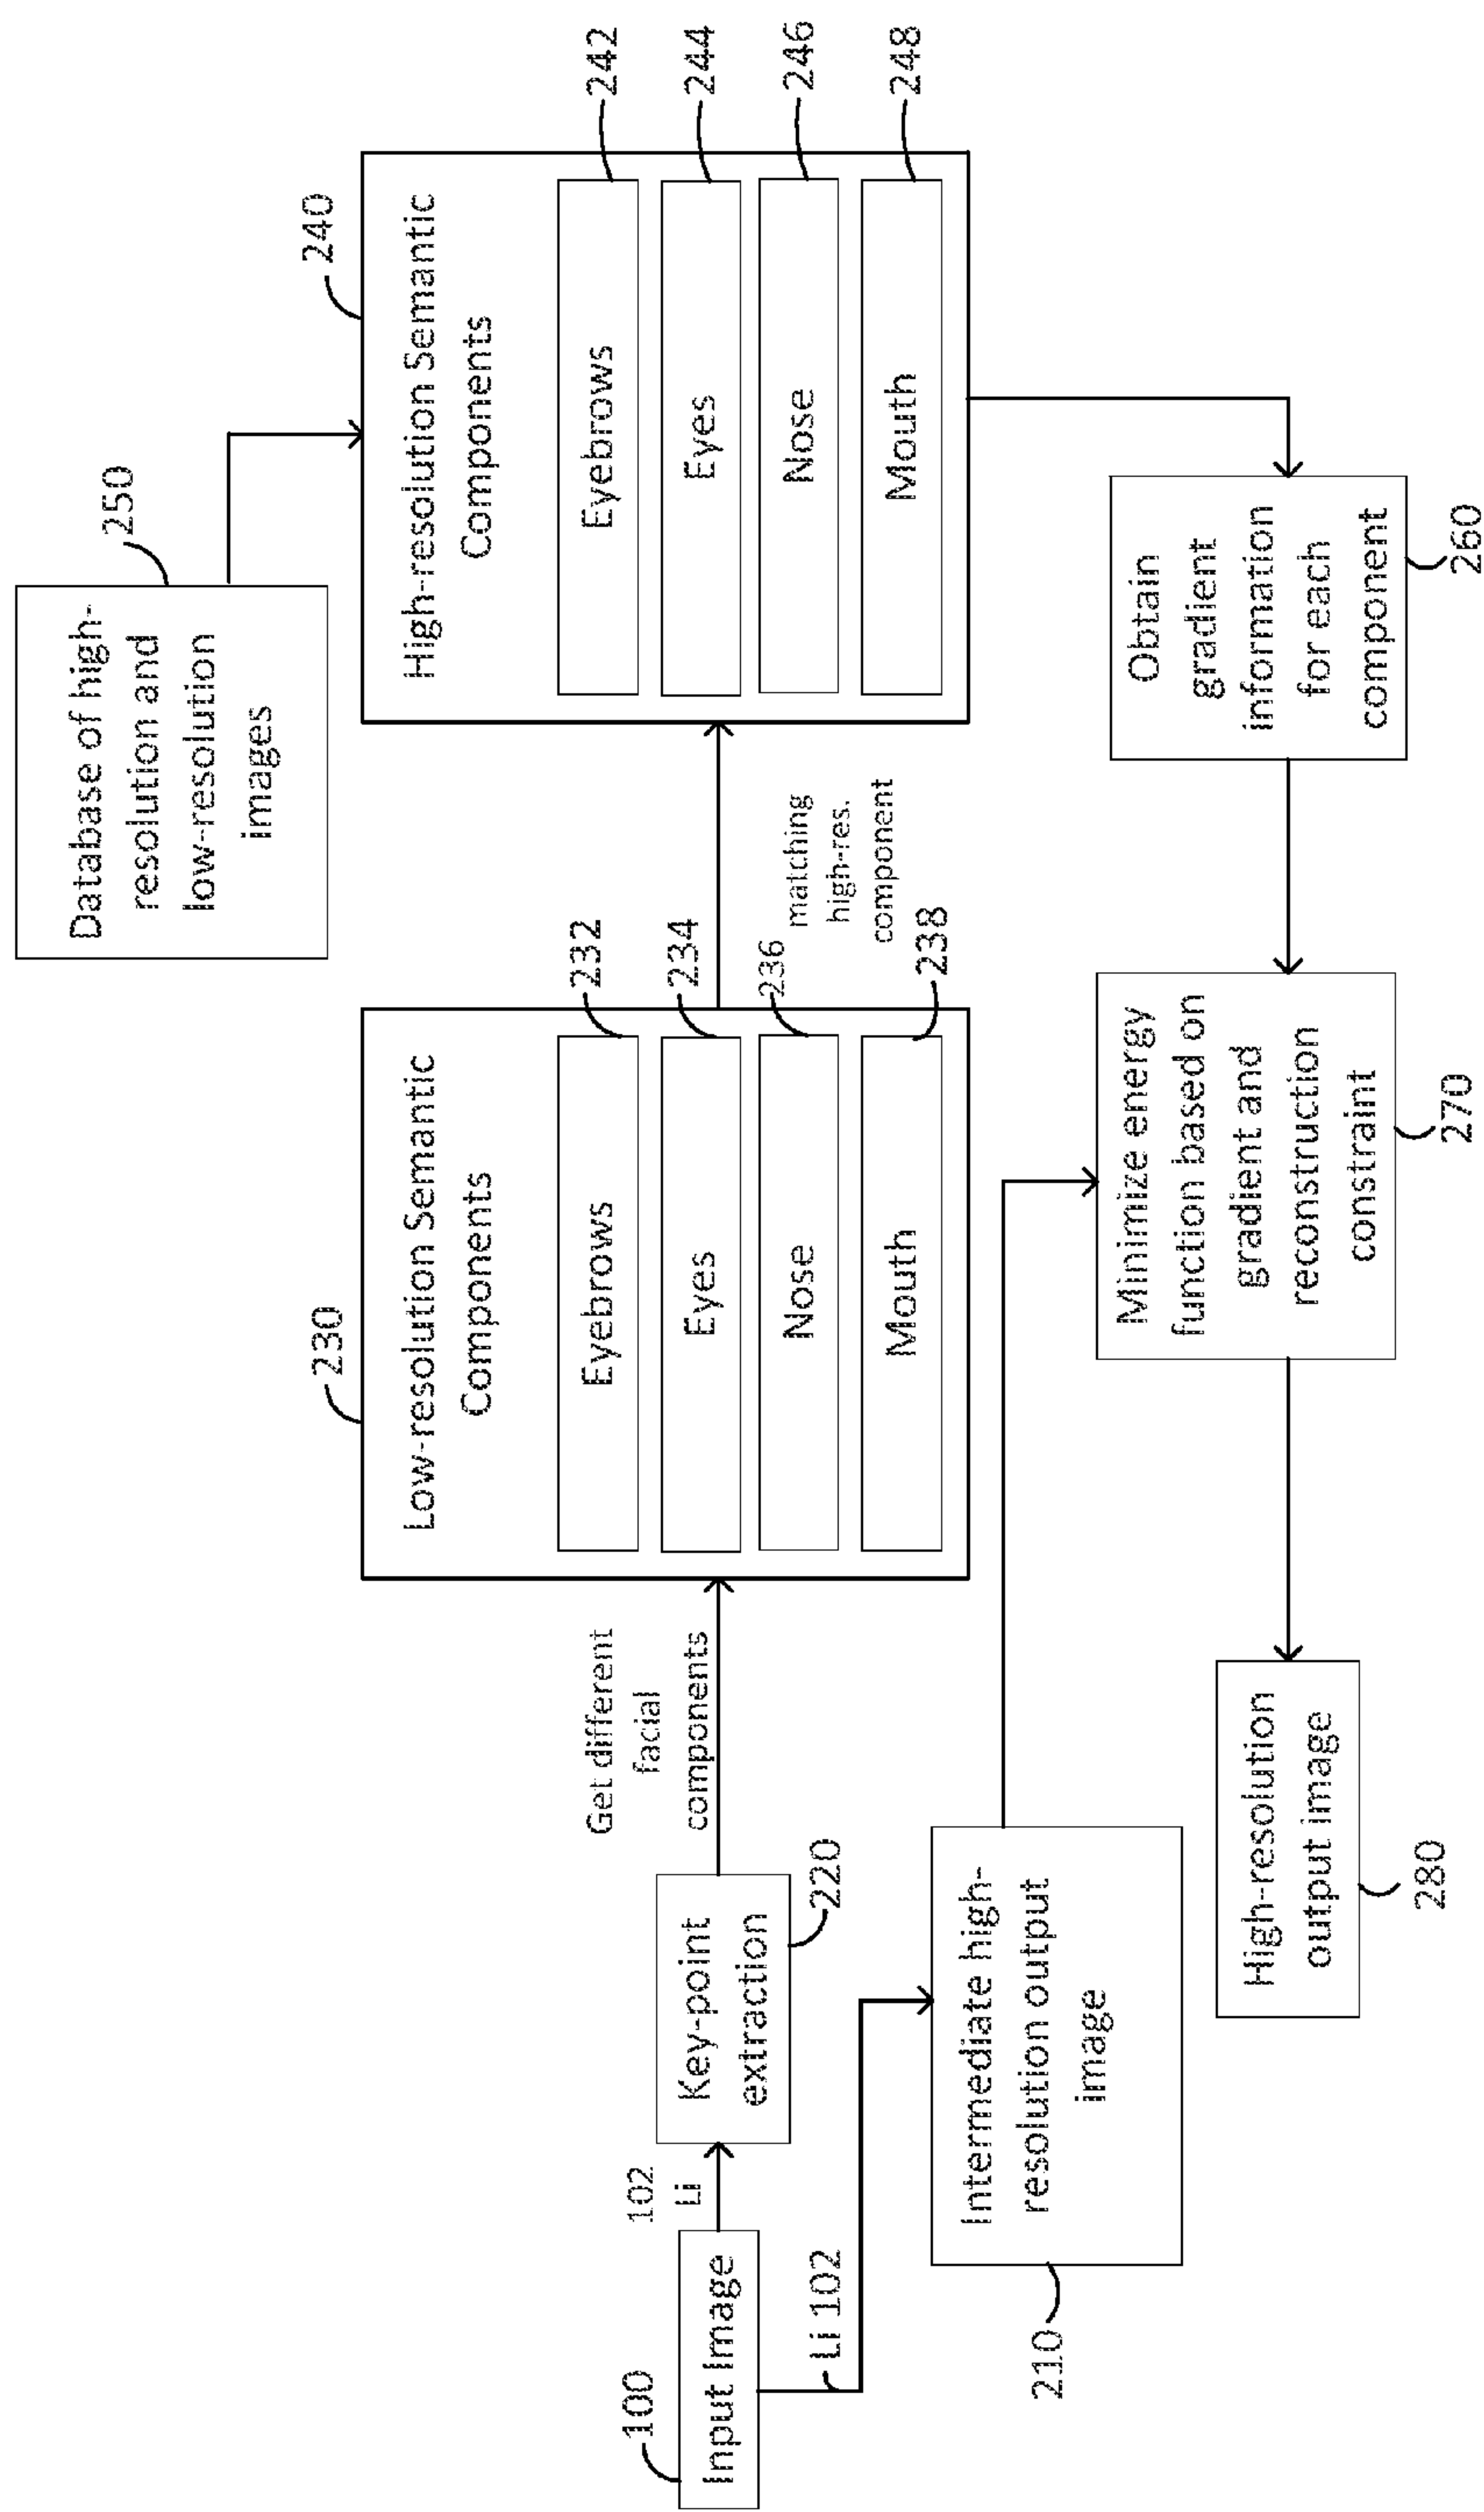 250
Database of high-
resolution and
low-resolution
images
240
High-resolution Semantic
Components
Eyebrows
242
Eyes
244
Nose
246
Mouth
248
230
Low-resolution Semantic
Components
Eyebrows
232
Eyes
234
Nose
236
Mouth
238
matching
high-res.
component
Get different
facial
components
100
Input Image
102
Li
Li 102
Key-point
extraction
220
Intermediate high-
resolution output
image
210
Obtain
gradient
information
for each
component
260
Minimize energy
function based on
gradient and
reconstruction
constraint
270
High-resolution
output image
280